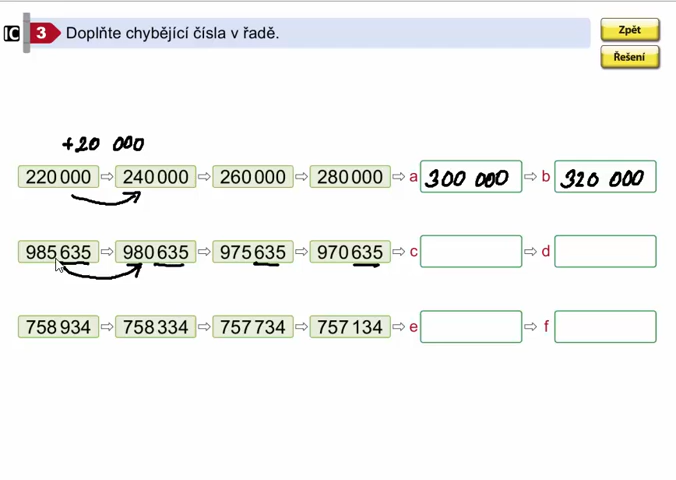 IC 3 Doplňte chybějící čísla v řadě.
Zpět
Řešení
+20 000
220 000 ⇨ 240 000 ⇨ 260 000 ⇨ 280 000 ⇨ a 300 000 ⇨ b 320 000
985 635 ⇨ 980 635 ⇨ 975 635 ⇨ 970 635 ⇨ c ⇨ d
758 934 ⇨ 758 334 ⇨ 757 734 ⇨ 757 134 ⇨ e ⇨ f